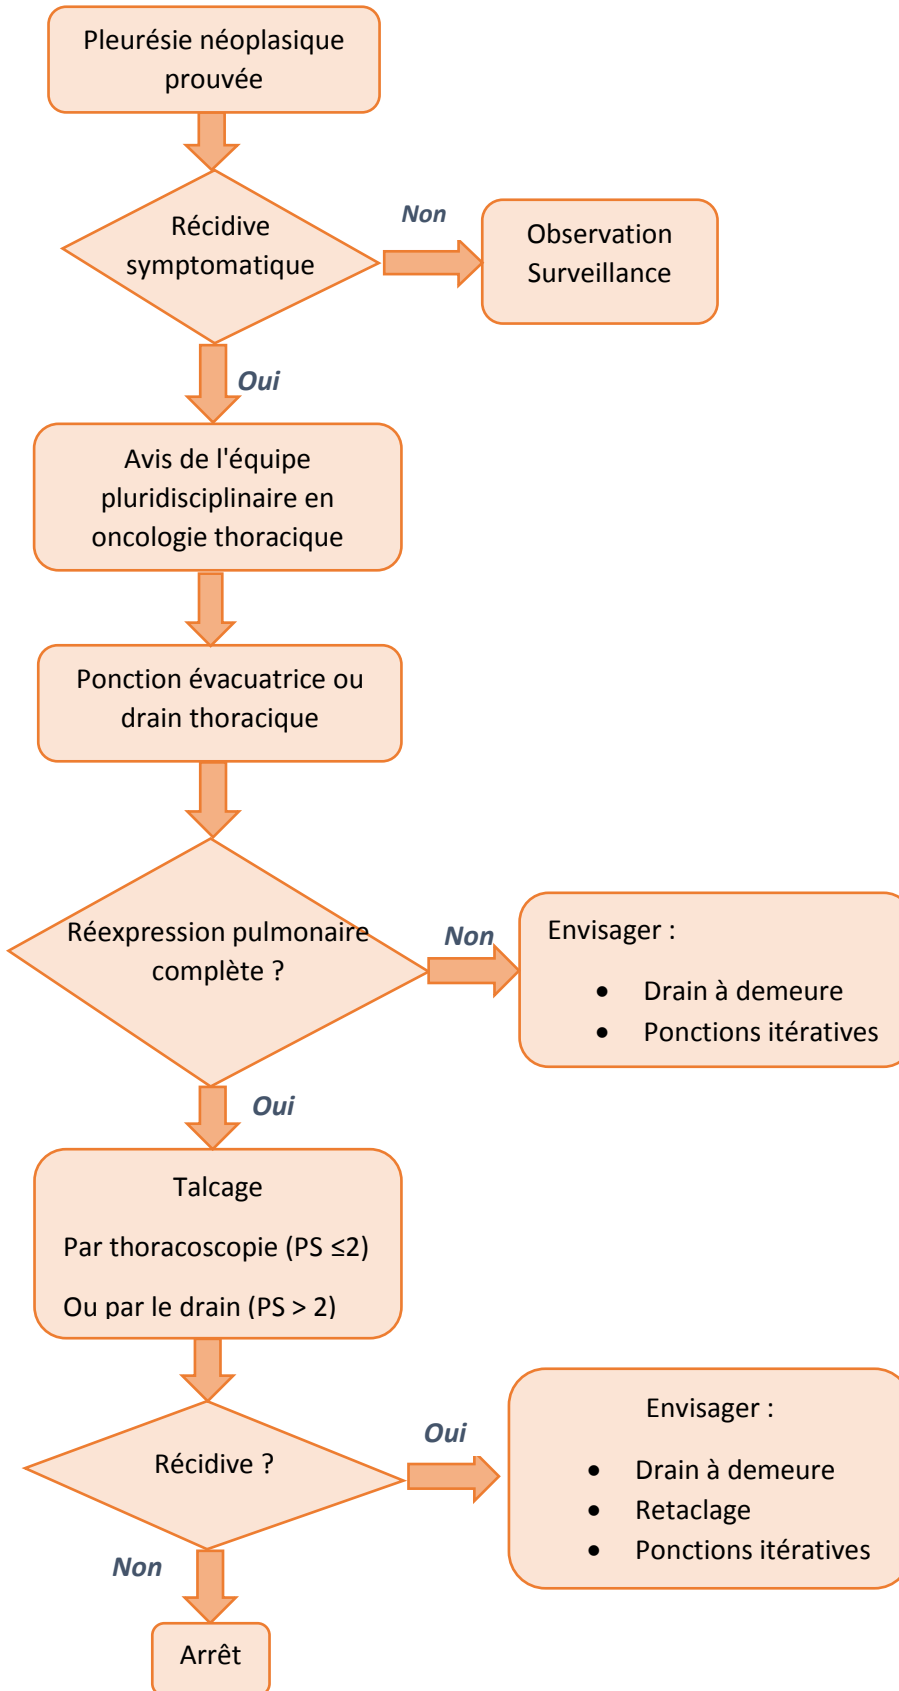 Pleurésie néoplasique
prouvée
Récidive
symptomatique
Non
Observation
Surveillance
Oui
Avis de l'équipe
pluridisciplinaire en
oncologie thoracique
Ponction évacuatrice ou
drain thoracique
Réexpression pulmonaire
complète ?
Non
Envisager :
• Drain à demeure
• Ponctions itératives
Oui
Talcage
Par thoracoscopie (PS ≤2)
Ou par le drain (PS > 2)
Récidive ?
Oui
Envisager :
• Drain à demeure
• Retaclage
• Ponctions itératives
Non
Arrêt